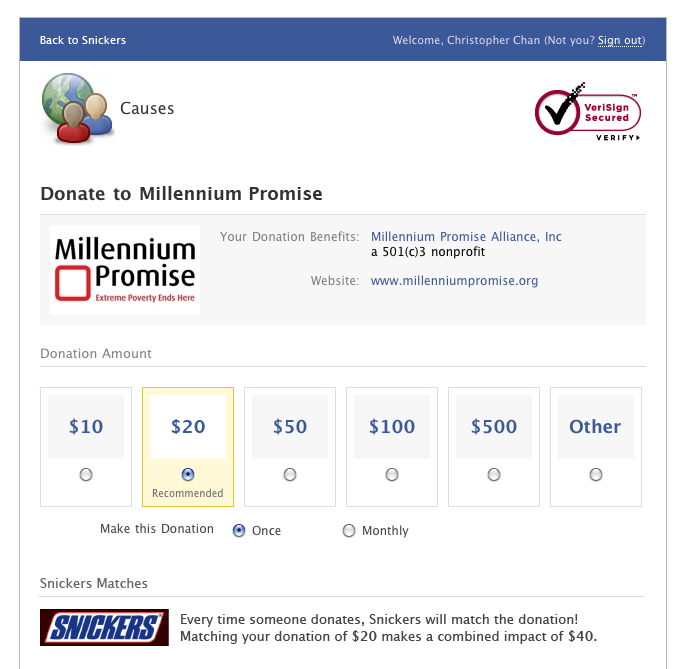 Back to Snickers
Welcome, Christopher Chan (Not you? Sign out)
Causes
VeriSign™
Secured
VERIFY
Donate to Millennium Promise
Millennium
Promise
Extreme Poverty Ends Here
Your Donation Benefits: Millennium Promise Alliance, Inc
a 501(c)3 nonprofit
Website: www.millenniumpromise.org
Donation Amount
$10 $20 $50 $100 $500 Other
Recommended
Make this Donation Once Monthly
Snickers Matches
SNICKERS
Every time someone donates, Snickers will match the donation!
Matching your donation of $20 makes a combined impact of $40.